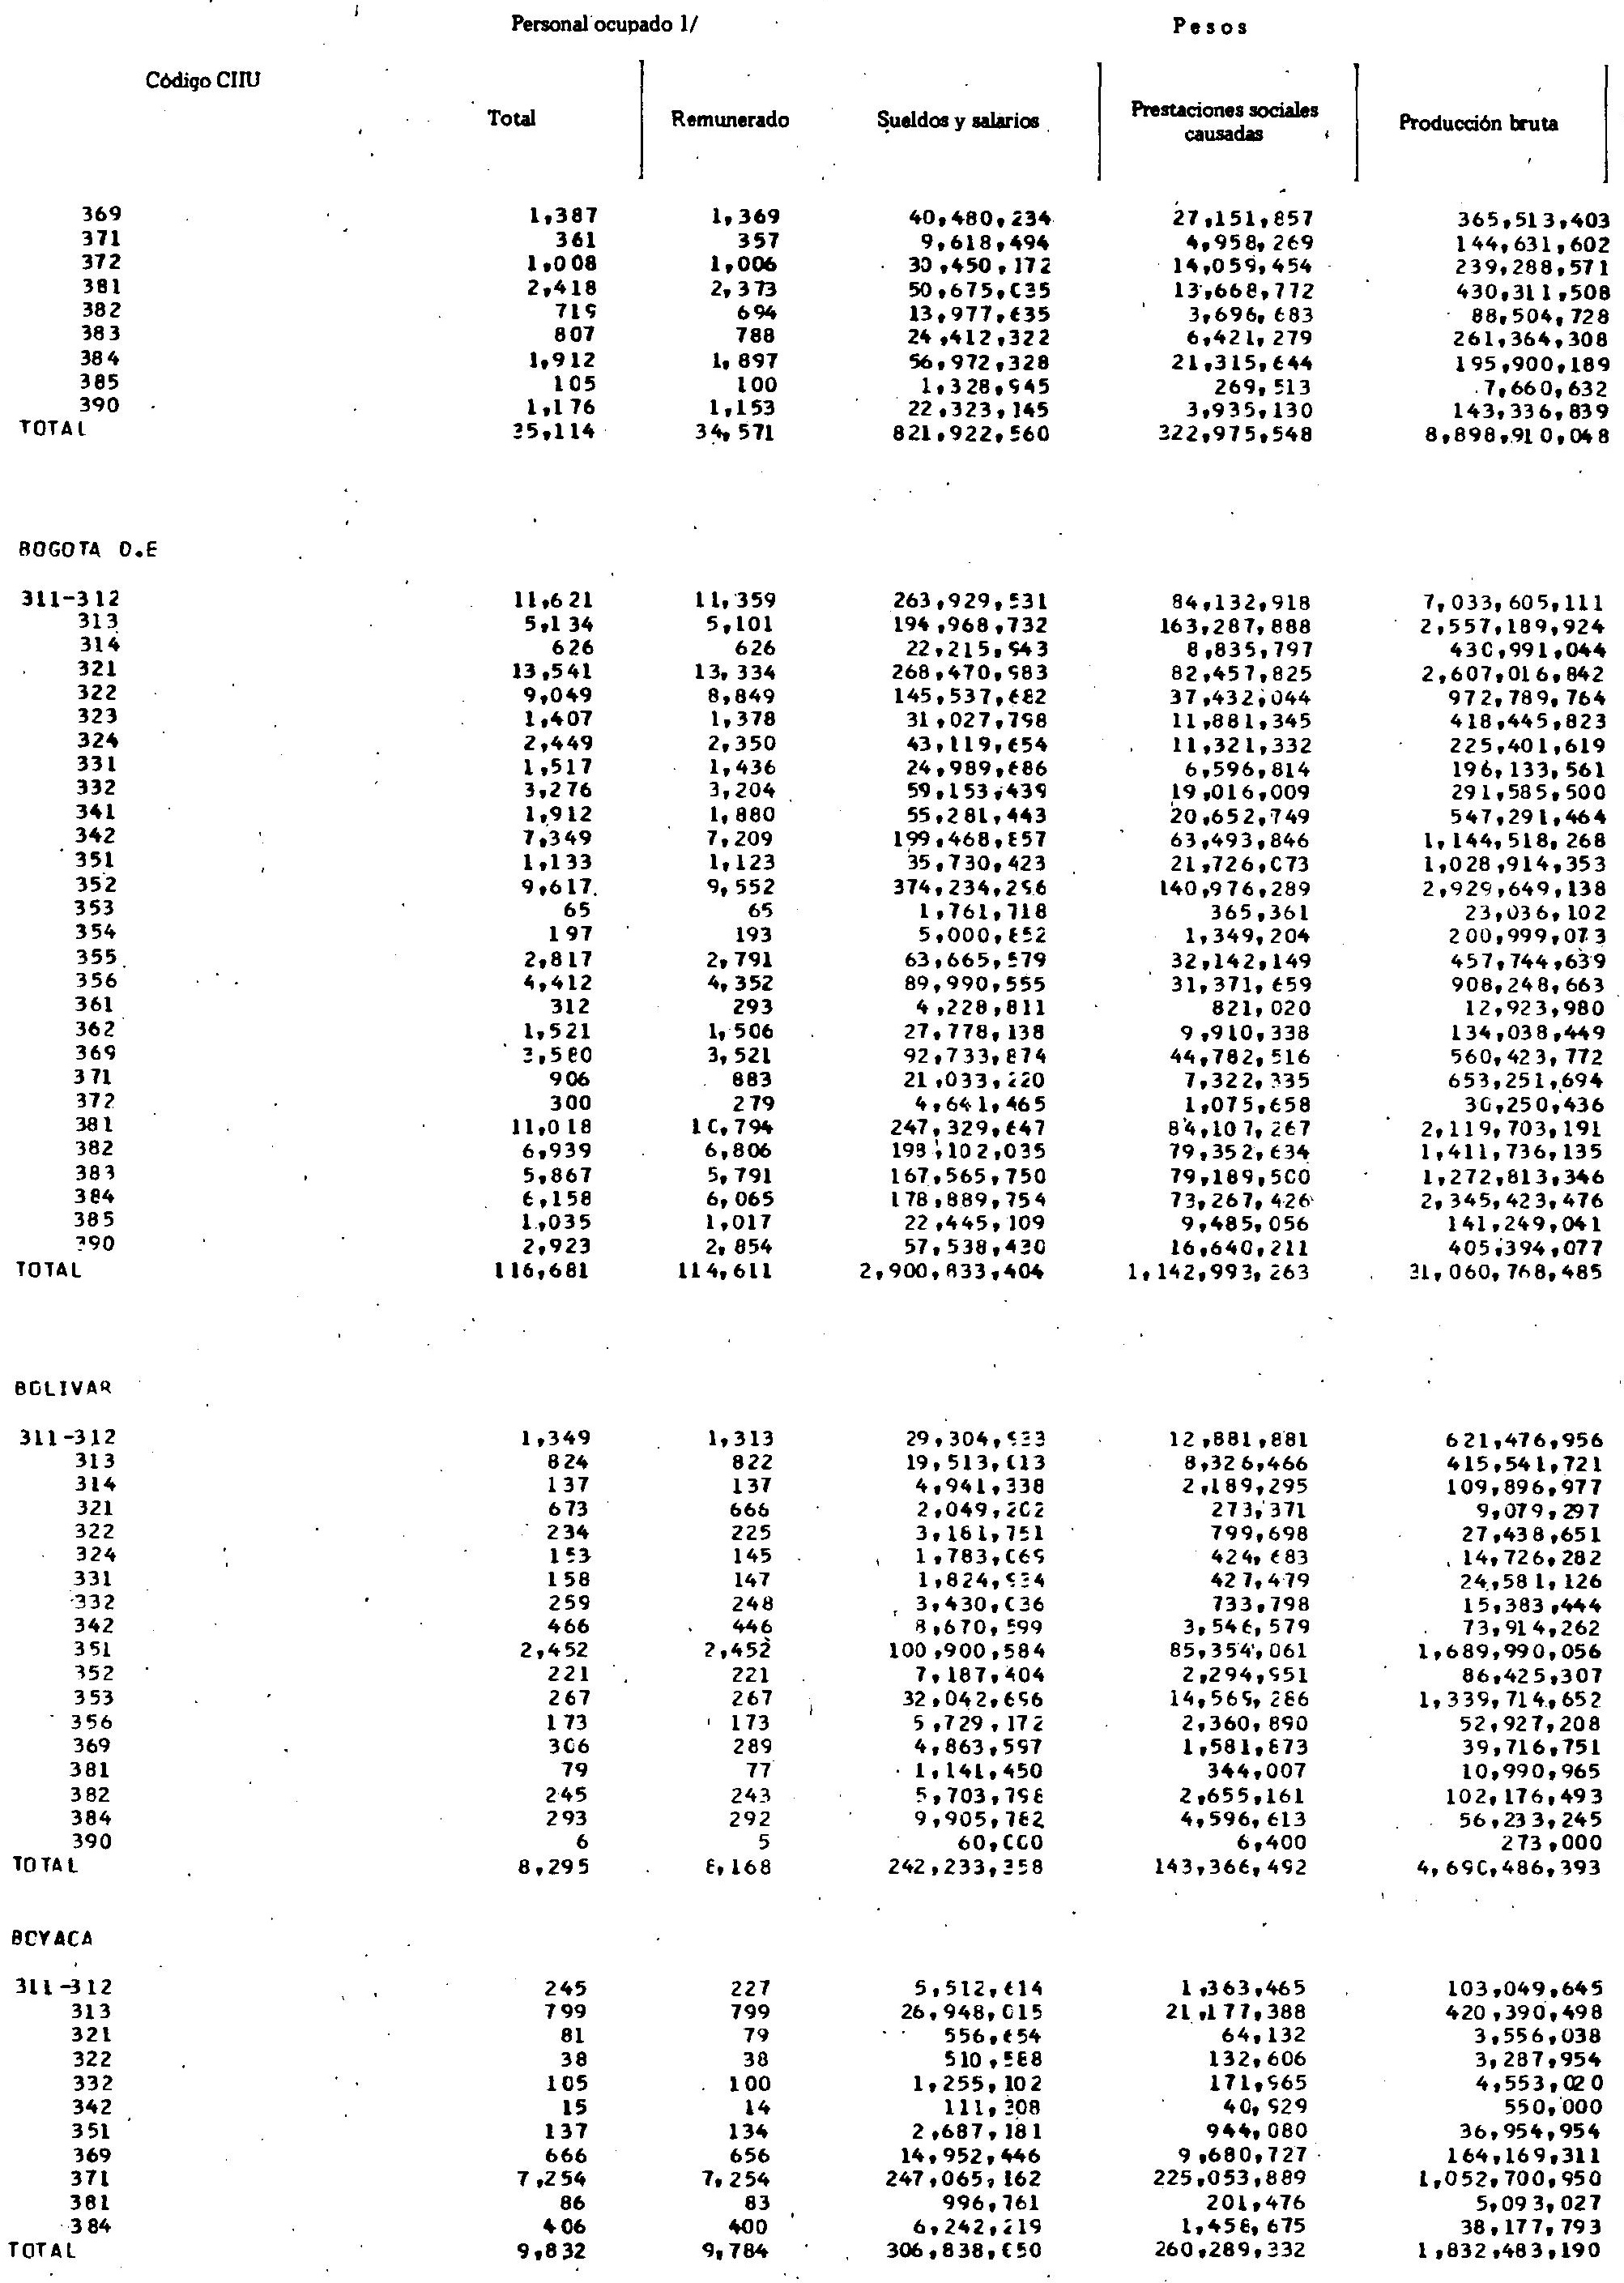 Personal ocupado 1/ Pesos
Código CIIU
Total Remunerado Sueldos y salarios Prestaciones sociales causadas Producción bruta
369 1,387 1,369 40,480,234 27,151,857 365,513,403
371 361 357 9,618,494 4,958,269 144,631,602
372 1,008 1,006 30,450,172 14,059,454 239,288,571
381 2,418 2,373 50,675,035 13,668,772 430,311,508
382 719 694 13,977,635 3,696,683 88,504,728
383 807 788 24,412,322 6,421,279 261,364,308
384 1,912 1,897 56,972,328 21,315,644 195,900,189
385 105 100 1,328,945 269,513 7,660,632
390 1,176 1,153 22,323,145 3,935,130 143,336,839
TOTAL 35,114 34,571 821,922,560 322,975,548 8,898,910,048
BOGOTA D.E
311-312 11,621 11,359 263,929,531 84,132,918 7,033,605,111
313 5,134 5,101 194,968,732 163,287,888 2,557,189,924
314 626 626 22,215,943 8,835,797 430,991,044
321 13,541 13,334 268,470,983 82,457,825 2,607,016,842
322 9,049 8,849 145,537,682 37,432,044 972,789,764
323 1,407 1,378 31,027,798 11,881,345 418,445,823
324 2,449 2,350 43,119,654 11,321,332 225,401,619
331 1,517 1,436 24,989,686 6,596,814 196,133,561
332 3,276 3,204 59,153,439 19,016,009 291,585,500
341 1,912 1,880 55,281,443 20,652,749 547,291,464
342 7,349 7,209 199,468,857 63,493,846 1,144,518,268
351 1,133 1,123 35,730,423 21,726,073 1,028,914,353
352 9,617 9,552 374,234,256 140,976,289 2,929,649,138
353 65 65 1,761,718 365,361 23,036,102
354 197 193 5,000,852 1,349,204 200,999,073
355 2,817 2,791 63,665,579 32,142,149 457,744,639
356 4,412 4,352 89,990,555 31,371,659 908,248,663
361 312 293 4,228,811 821,020 12,923,980
362 1,521 1,506 27,778,138 9,910,338 134,038,449
369 3,580 3,521 92,733,874 44,782,516 560,423,772
371 906 883 21,033,220 7,322,335 653,251,694
372 300 279 4,641,465 1,075,658 30,250,436
381 11,018 10,794 247,329,647 84,107,267 2,119,703,191
382 6,939 6,806 198,102,035 79,352,634 1,411,736,135
383 5,867 5,791 167,565,750 79,189,500 1,272,813,346
384 6,158 6,065 178,889,754 73,267,426 2,345,423,476
385 1,035 1,017 22,445,109 9,485,056 141,249,041
390 2,923 2,854 57,538,430 16,640,211 405,394,077
TOTAL 116,681 114,611 2,900,833,404 1,142,993,263 31,060,768,485
BOLIVAR
311-312 1,349 1,313 29,304,933 12,881,881 621,476,956
313 824 822 19,513,013 8,326,466 415,541,721
314 137 137 4,941,338 2,189,295 109,896,977
321 673 666 2,049,202 273,371 9,079,297
322 234 225 3,161,751 799,698 27,438,651
324 153 145 1,783,069 424,683 14,726,282
331 158 147 1,824,934 427,479 24,581,126
332 259 248 3,430,036 733,798 15,383,444
342 466 446 8,670,599 3,546,579 73,914,262
351 2,452 2,452 100,900,584 85,354,061 1,689,990,056
352 221 221 7,187,404 2,294,951 86,425,307
353 267 267 32,042,696 14,569,286 1,339,714,652
356 173 173 5,729,172 2,360,890 52,927,208
369 306 289 4,863,597 1,581,873 39,716,751
381 79 77 1,141,450 344,007 10,990,965
382 245 243 5,703,798 2,655,161 102,176,493
384 293 292 9,905,782 4,596,613 56,233,245
390 6 5 60,000 6,400 273,000
TOTAL 8,295 8,168 242,233,358 143,366,492 4,690,486,393
BOYACA
311-312 245 227 5,512,614 1,363,465 103,049,645
313 799 799 26,948,015 21,177,388 420,390,498
321 81 79 556,654 64,132 3,556,038
322 38 38 510,588 132,606 3,287,954
332 105 100 1,255,102 171,965 4,553,020
342 15 14 111,308 40,929 550,000
351 137 134 2,687,181 944,080 36,954,954
369 666 656 14,952,446 9,680,727 164,169,311
371 7,254 7,254 247,065,162 225,053,889 1,052,700,950
381 86 83 996,761 201,476 5,093,027
384 406 400 6,242,219 1,458,675 38,177,793
TOTAL 9,832 9,784 306,838,050 260,289,332 1,832,483,190